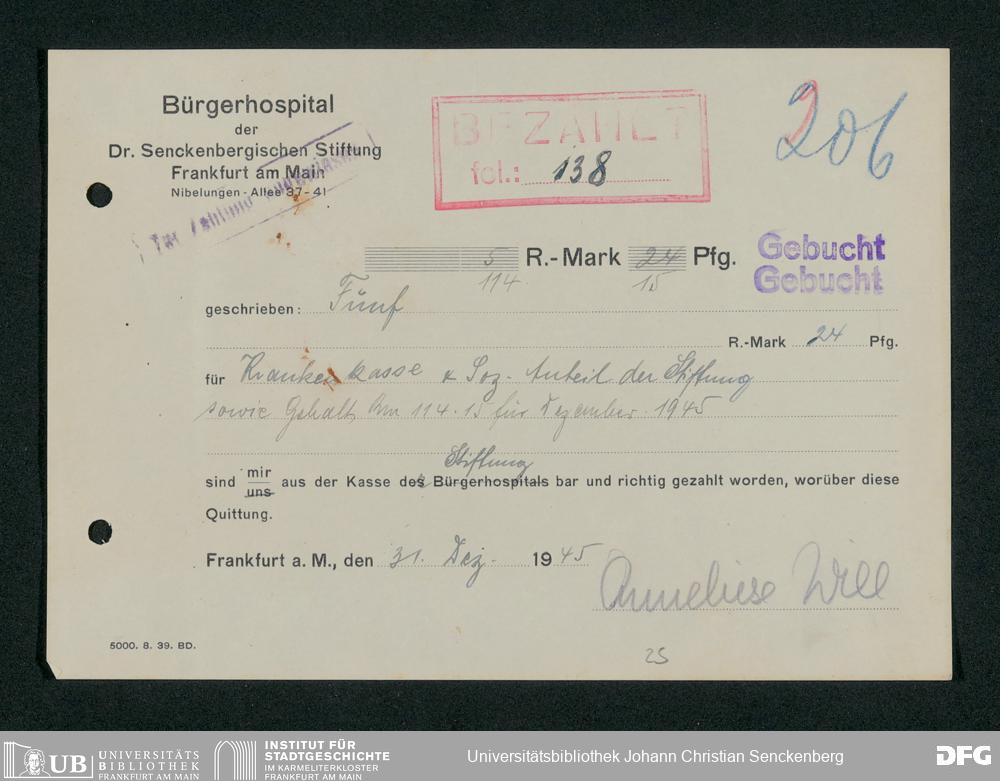 Bürgerhospital
der
Dr. Senckenbergischen Stiftung
Frankfurt am Main
Nibelungen-Allee 37-41
Zur Zahlung
BEZAHLT
fol.: 138
206
5 R.-Mark 24 Pfg.
114 15
Gebucht
Gebucht
geschrieben: Fünf
R.-Mark 24 Pfg.
für Krankenkasse & Soz. Anteil der Stiftung
sowie Gehalt Rm 114.15 für Dezember 1945
Stiftung
sind mir uns aus der Kasse des Bürgerhospitals bar und richtig gezahlt worden, worüber diese
Quittung.
Frankfurt a. M., den 31. Dez. 1945
Anneliese Will
25
5000. 8. 39. BD.
UB UNIVERSITÄTS
BIBLIOTHEK
FRANKFURT AM MAIN
INSTITUT FÜR
STADTGESCHICHTE
IM KARMELITERKLOSTER
FRANKFURT AM MAIN
Universitätsbibliothek Johann Christian Senckenberg
DFG